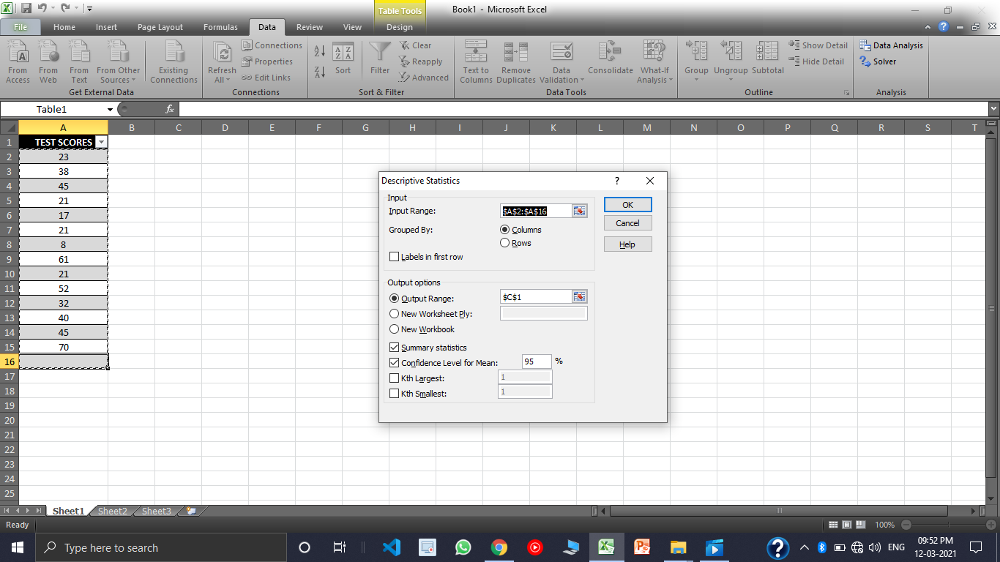 Table Tools
Book1 - Microsoft Excel
File Home Insert Page Layout Formulas Data Review View Design
From Access
From Web
From Text
From Other Sources
Existing Connections
Get External Data
Refresh All
Connections
Properties
Edit Links
Connections
Sort
Filter
Clear
Reapply
Advanced
Sort & Filter
Text to Columns
Remove Duplicates
Data Validation
Consolidate
What-If Analysis
Data Tools
Group
Ungroup
Subtotal
Show Detail
Hide Detail
Outline
Data Analysis
Solver
Analysis
Table1
fx
A B C D E F G H I J K L M N O P Q R S T
1 TEST SCORES
2 23
3 38
4 45
5 21
6 17
7 21
8 8
9 61
10 21
11 52
12 32
13 40
14 45
15 70
16
17
18
19
20
21
22
23
24
25
Descriptive Statistics
?
Input
Input Range: $A$2:$A$16
Grouped By: Columns
Rows
Labels in first row
OK
Cancel
Help
Output options
Output Range: $C$1
New Worksheet Ply:
New Workbook
Summary statistics
Confidence Level for Mean: 95 %
Kth Largest: 1
Kth Smallest: 1
Sheet1 Sheet2 Sheet3
Ready
100%
Type here to search
ENG
09:52 PM
12-03-2021